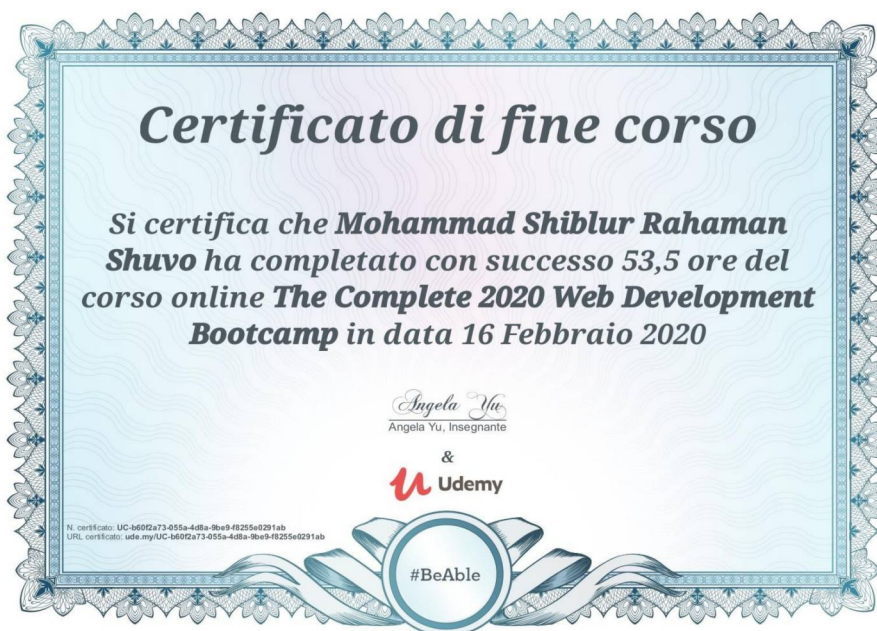 Certificato di fine corso
Si certifica che Mohammad Shiblur Rahaman
Shuvo ha completato con successo 53,5 ore del
corso online The Complete 2020 Web Development
Bootcamp in data 16 Febbraio 2020
Angela Yu
Angela Yu, Insegnante
&
Udemy
N. certificato: UC-b60f2a73-055a-4d8a-9be9-f8255e0291ab
URL certificato: ude.my/UC-b60f2a73-055a-4d8a-9be9-f8255e0291ab
#BeAble